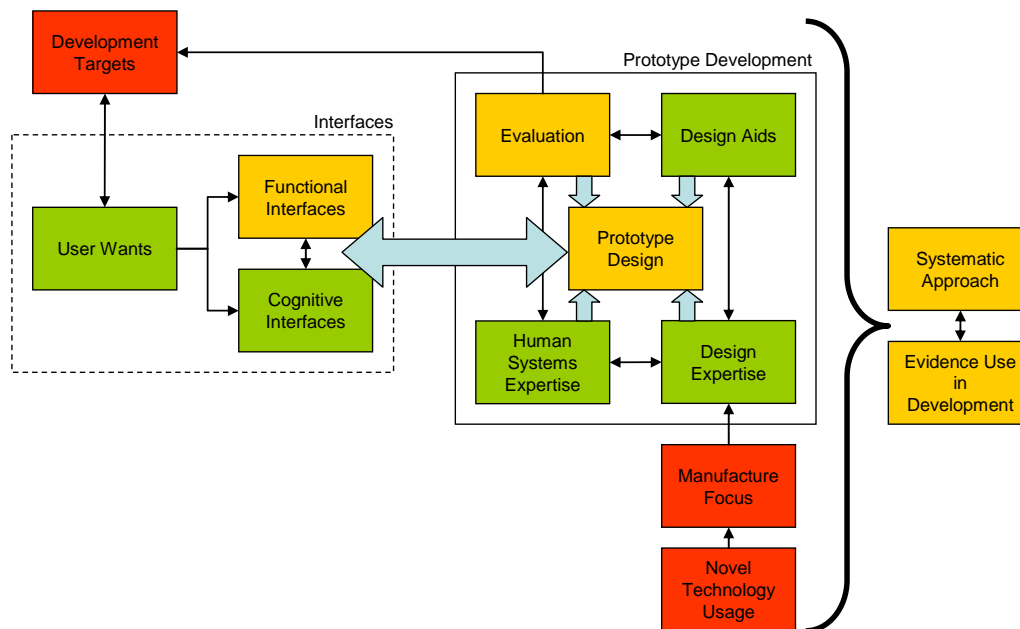 Development
Targets
Prototype Development
Interfaces
Evaluation
Design Aids
Functional
Interfaces
User Wants
Prototype
Design
Cognitive
Interfaces
Human
Systems
Expertise
Design
Expertise
Systematic
Approach
Evidence Use
in
Development
Manufacture
Focus
Novel
Technology
Usage